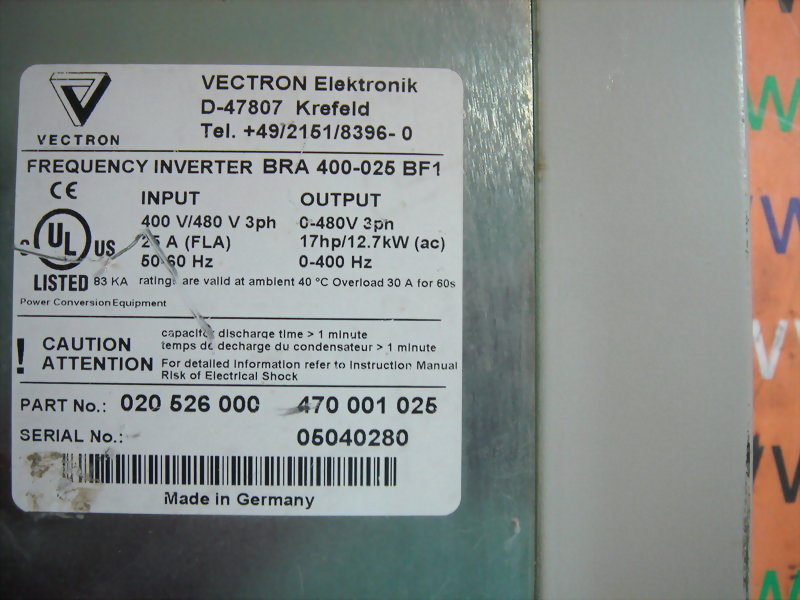 VECTRON
VECTRON Elektronik
D-47807 Krefeld
Tel. +49/2151/8396- 0
FREQUENCY INVERTER BRA 400-025 BF1
CE
INPUT OUTPUT
400 V/480 V 3ph 0-480V 3ph
25 A (FLA) 17hp/12.7kW (ac)
50-60 Hz 0-400 Hz
C UL US
LISTED 83 KA ratings are valid at ambient 40 °C Overload 30 A for 60s
Power Conversion Equipment
! CAUTION
ATTENTION
capacitor discharge time > 1 minute
temps de decharge du condensateur > 1 minute
For detailed Information refer to Instruction Manual
Risk of Electrical Shock
PART No.: 020 526 000 470 001 025
SERIAL No.: 05040280
Made in Germany
W
W
W
W
W
W